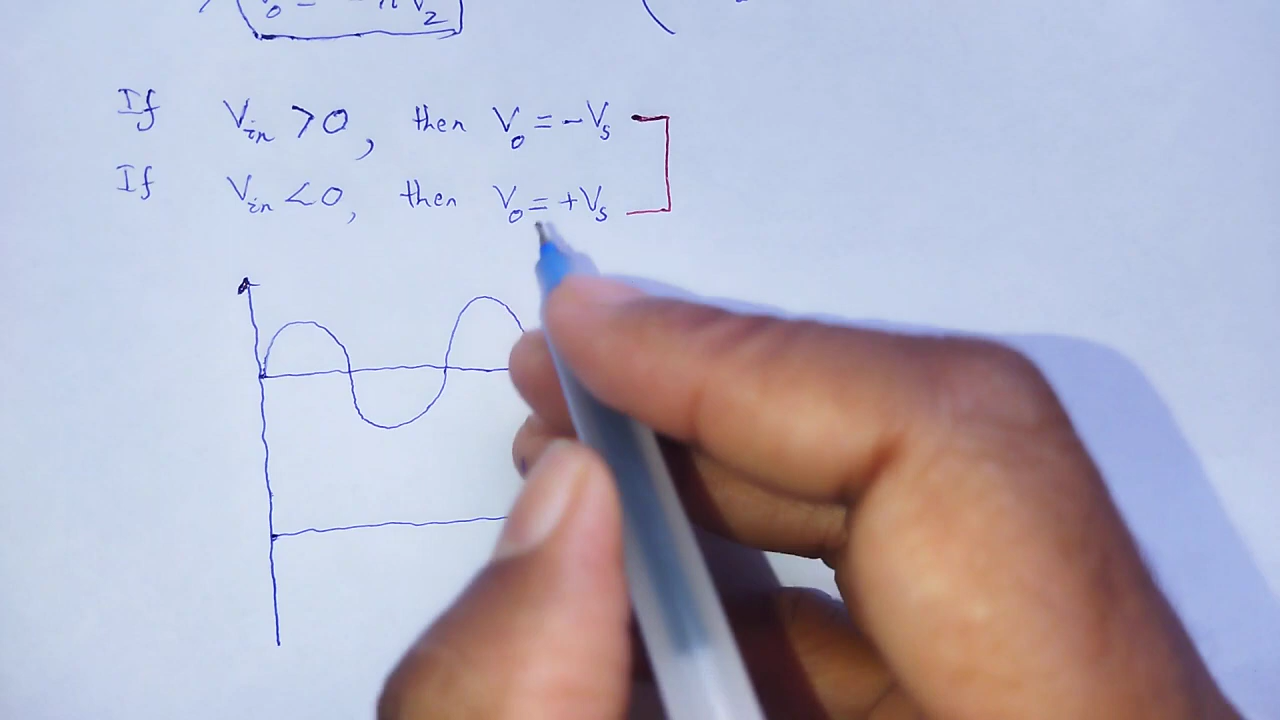 If Vin > 0, then Vo = -Vs
If Vin < 0, then Vo = +Vs